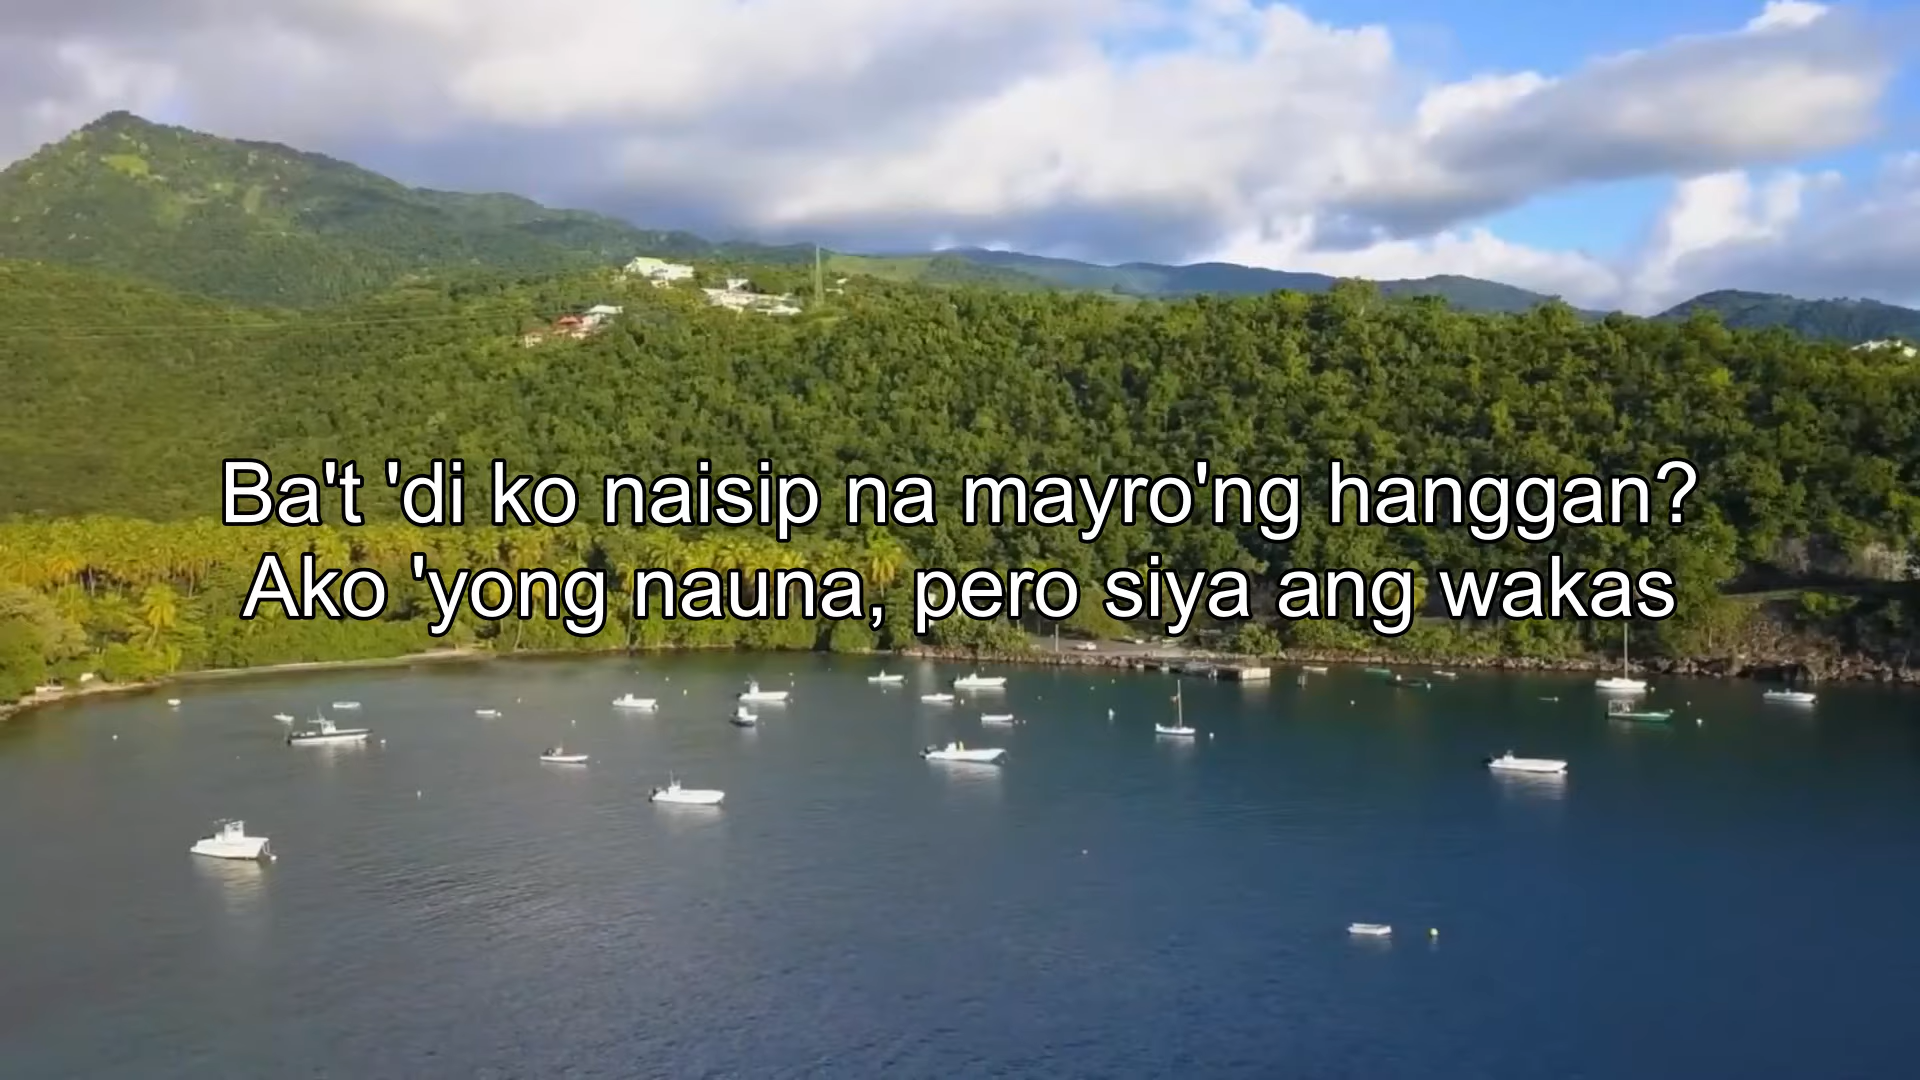 Ba't 'di ko naisip na mayro'ng hanggan?
Ako 'yong nauna, pero siya ang wakas